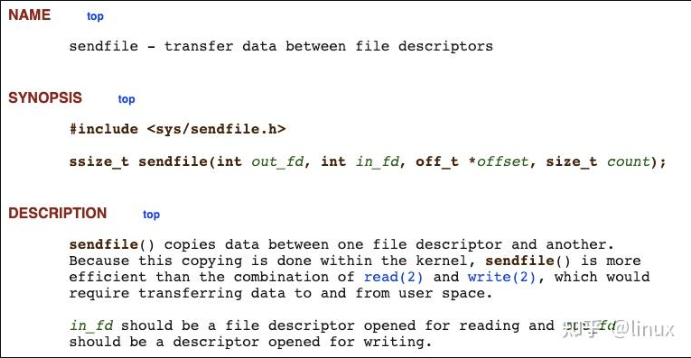 NAME top
sendfile - transfer data between file descriptors
SYNOPSIS top
#include <sys/sendfile.h>
ssize_t sendfile(int out_fd, int in_fd, off_t *offset, size_t count);
DESCRIPTION top
sendfile() copies data between one file descriptor and another.
Because this copying is done within the kernel, sendfile() is more
efficient than the combination of read(2) and write(2), which would
require transferring data to and from user space.
in_fd should be a file descriptor opened for reading and out_fd
should be a descriptor opened for writing.
知乎 @linux